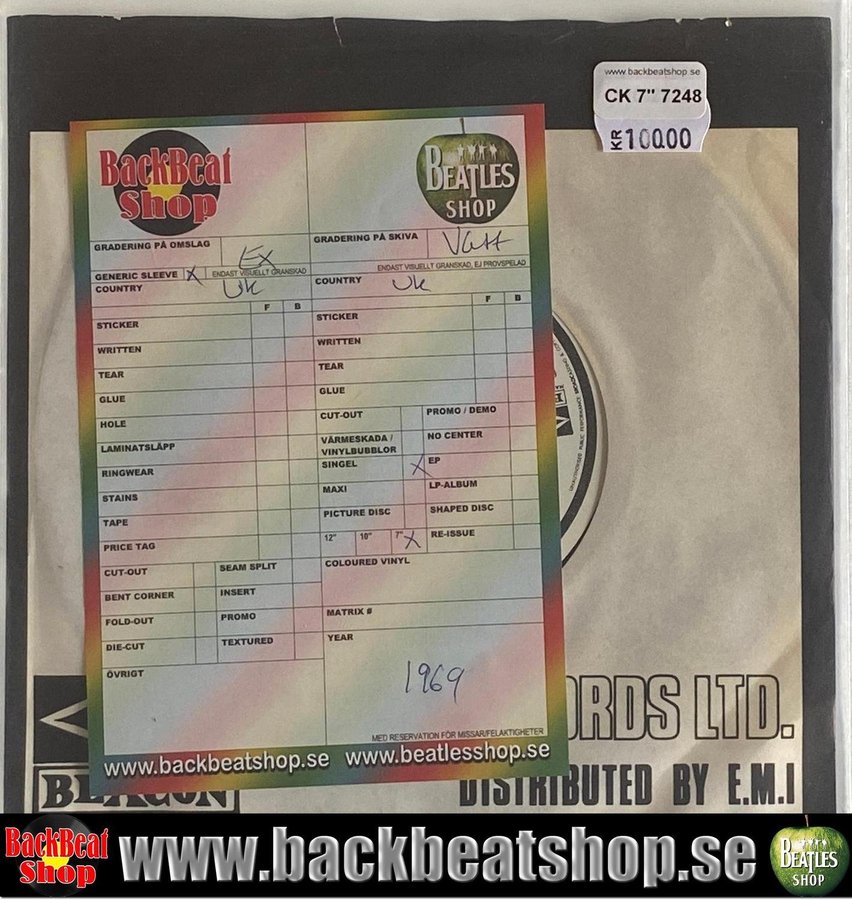 www.backbeatshop.se
CK 7" 7248
KR 100.00
BackBeat Shop
BEATLES SHOP
GRADERING PÅ OMSLAG Ex
GRADERING PÅ SKIVA VG++
GENERIC SLEEVE X ENDAST VISUELLT GRANSKAD
ENDAST VISUELLT GRANSKAD, EJ PROVSPELAD
COUNTRY UK
COUNTRY UK
F B
F B
STICKER
STICKER
WRITTEN
WRITTEN
TEAR
TEAR
GLUE
GLUE
HOLE
CUT-OUT
PROMO / DEMO
LAMINATSLÄPP
VÄRMESKADA / VINYLBUBBLOR
NO CENTER
RINGWEAR
SINGEL X
EP
STAINS
MAXI
LP-ALBUM
TAPE
PICTURE DISC
SHAPED DISC
PRICE TAG
12" 10" 7" X
RE-ISSUE
CUT-OUT
SEAM SPLIT
COLOURED VINYL
BENT CORNER
INSERT
FOLD-OUT
PROMO
MATRIX #
DIE-CUT
TEXTURED
YEAR
ÖVRIGT
1969
MED RESERVATION FÖR MISSAR/FELAKTIGHETER
www.backbeatshop.se www.beatlesshop.se
ORDS LTD.
BEACON
DISTRIBUTED BY E.M.I
BackBeat Shop
www.backbeatshop.se
BEATLES SHOP